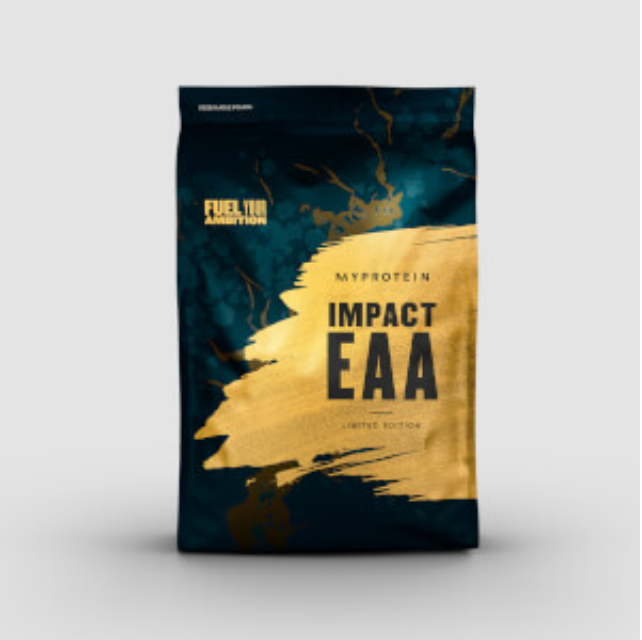 FUEL YOUR
AMBITION
MYPROTEIN
IMPACT
EAA
LIMITED EDITION